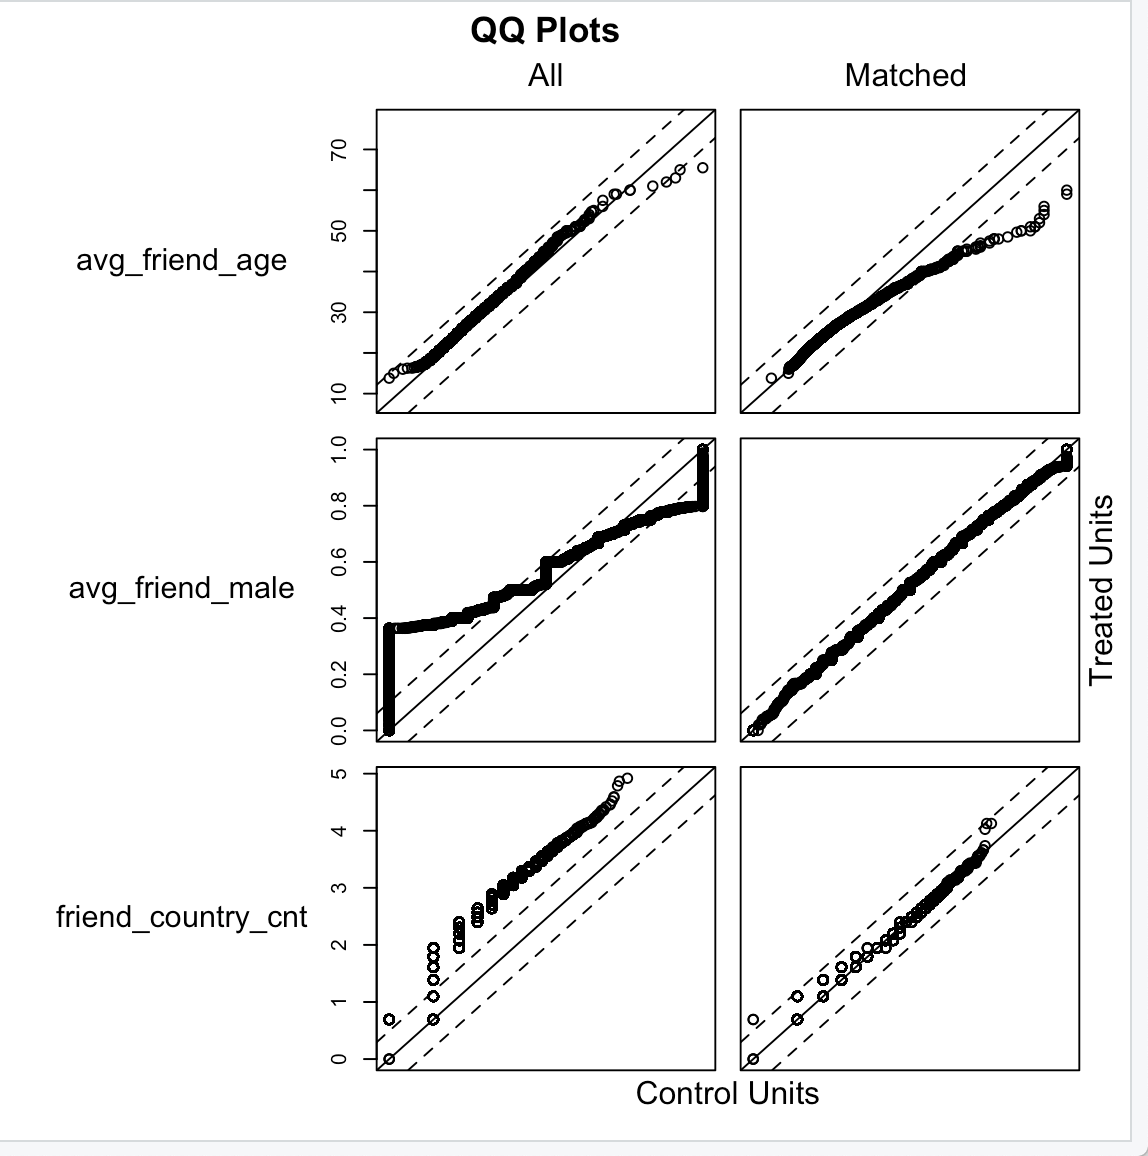 QQ Plots
All Matched
avg_friend_age
70
50
30
10
avg_friend_male
1.0
0.8
0.6
0.4
0.2
0.0
friend_country_cnt
5
4
3
2
1
0
Treated Units
Control Units